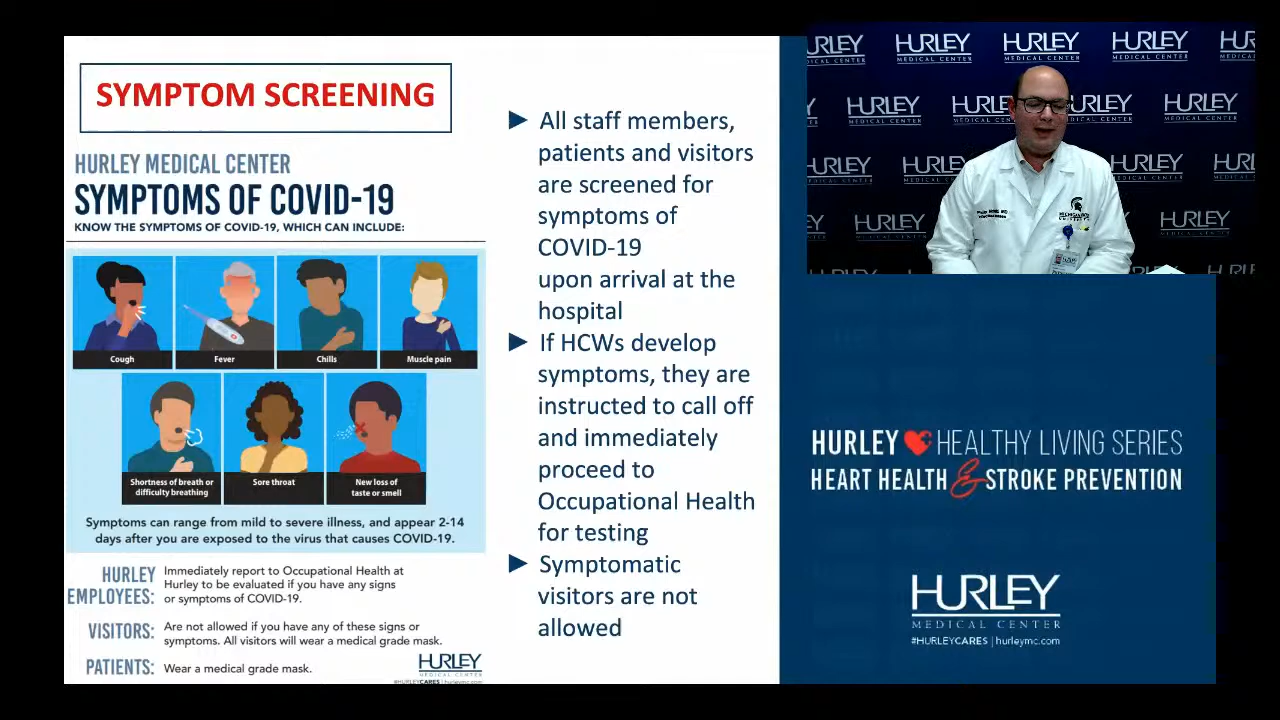 SYMPTOM SCREENING
HURLEY MEDICAL CENTER
SYMPTOMS OF COVID-19
KNOW THE SYMPTOMS OF COVID-19, WHICH CAN INCLUDE:
Cough
Fever
Chills
Muscle pain
Shortness of breath or
difficulty breathing
Sore throat
New loss of
taste or smell
Symptoms can range from mild to severe illness, and appear 2-14
days after you are exposed to the virus that causes COVID-19.
HURLEY
EMPLOYEES:
Immediately report to Occupational Health at
Hurley to be evaluated if you have any signs
or symptoms of COVID-19.
VISITORS:
Are not allowed if you have any of these signs or
symptoms. All visitors will wear a medical grade mask.
PATIENTS:
Wear a medical grade mask.
HURLEY
MEDICAL CENTER
#HURLEYCARES | hurleymc.com
► All staff members,
patients and visitors
are screened for
symptoms of
COVID-19
upon arrival at the
hospital
► If HCWs develop
symptoms, they are
instructed to call off
and immediately
proceed to
Occupational Health
for testing
► Symptomatic
visitors are not
allowed
HURLEY
MEDICAL CENTER
HURLEY HEALTHY LIVING SERIES
HEART HEALTH & STROKE PREVENTION
HURLEY
MEDICAL CENTER
#HURLEYCARES | hurleymc.com